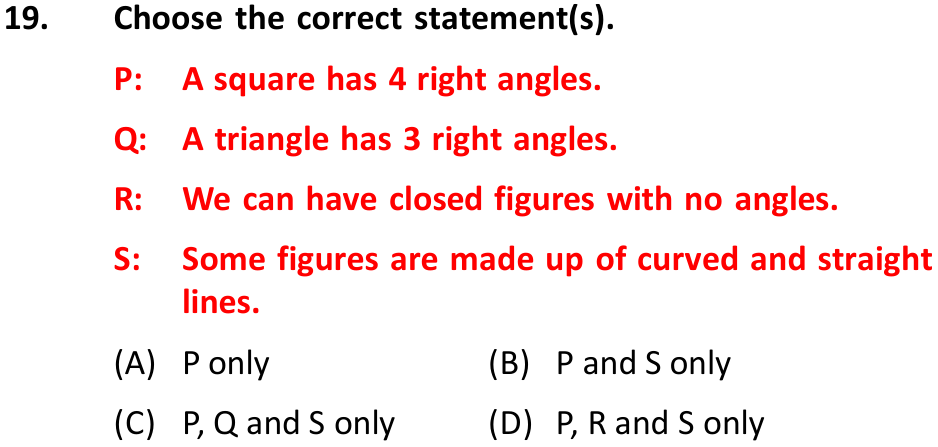 19. Choose the correct statement(s).
P: A square has 4 right angles.
Q: A triangle has 3 right angles.
R: We can have closed figures with no angles.
S: Some figures are made up of curved and straight
lines.
(A) P only (B) P and S only
(C) P, Q and S only (D) P, R and S only